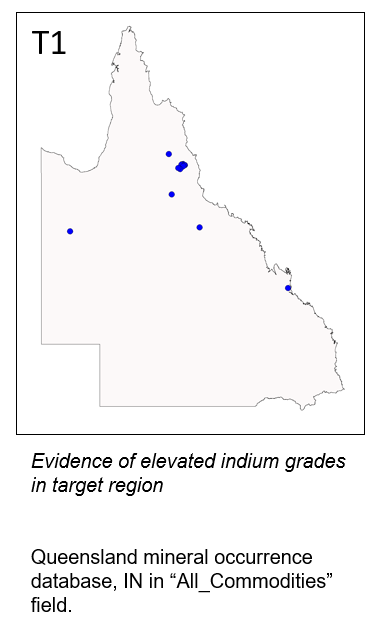 T1
Evidence of elevated indium grades
in target region
Queensland mineral occurrence
database, IN in “All_Commodities”
field.